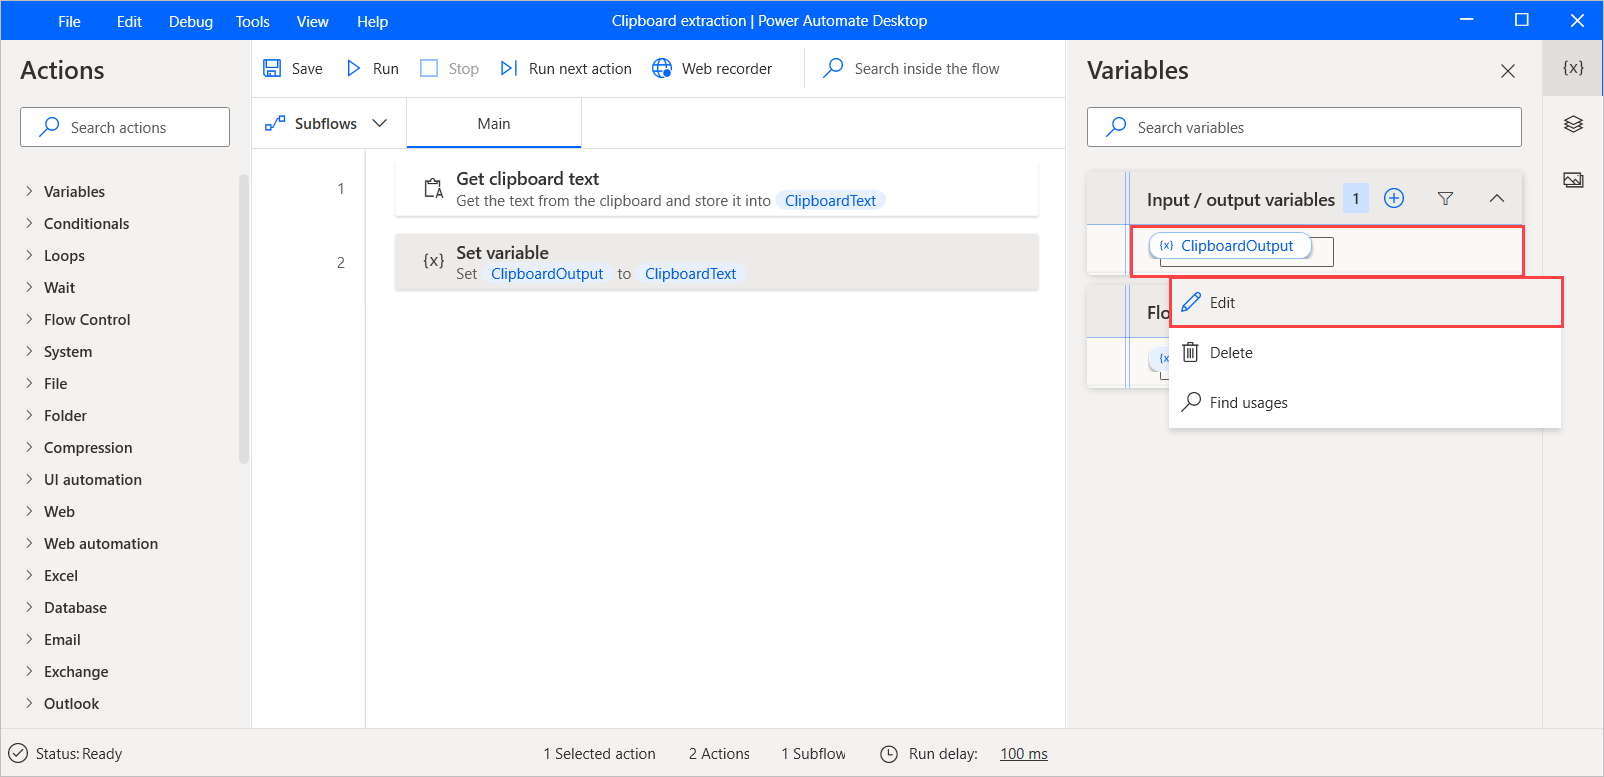 File Edit Debug Tools View Help Clipboard extraction | Power Automate Desktop
Actions
Search actions
Variables
Conditionals
Loops
Wait
Flow Control
System
File
Folder
Compression
UI automation
Web
Web automation
Excel
Database
Email
Exchange
Outlook
Save Run Stop Run next action Web recorder Search inside the flow
Subflows Main
1 Get clipboard text
Get the text from the clipboard and store it into ClipboardText
2 {x} Set variable
Set ClipboardOutput to ClipboardText
Variables
{x}
Search variables
Input / output variables 1
{x} ClipboardOutput
Edit
Flo
Delete
{x
Find usages
Status: Ready 1 Selected action 2 Actions 1 Subflow Run delay: 100 ms